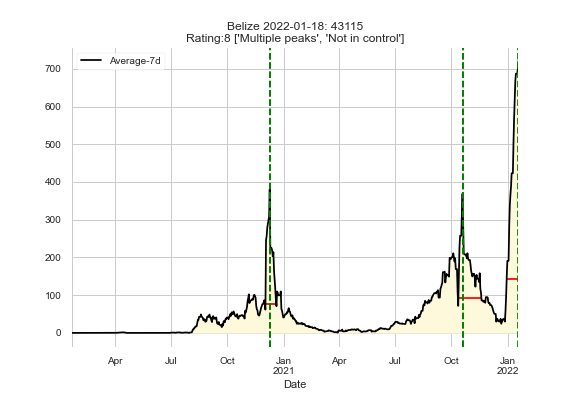 Belize 2022-01-18: 43115
Rating:8 ['Multiple peaks', 'Not in control']
Average-7d
700
600
500
400
300
200
100
0
Apr
Jul
Oct
Jan
2021
Apr
Jul
Oct
Jan
2022
Date